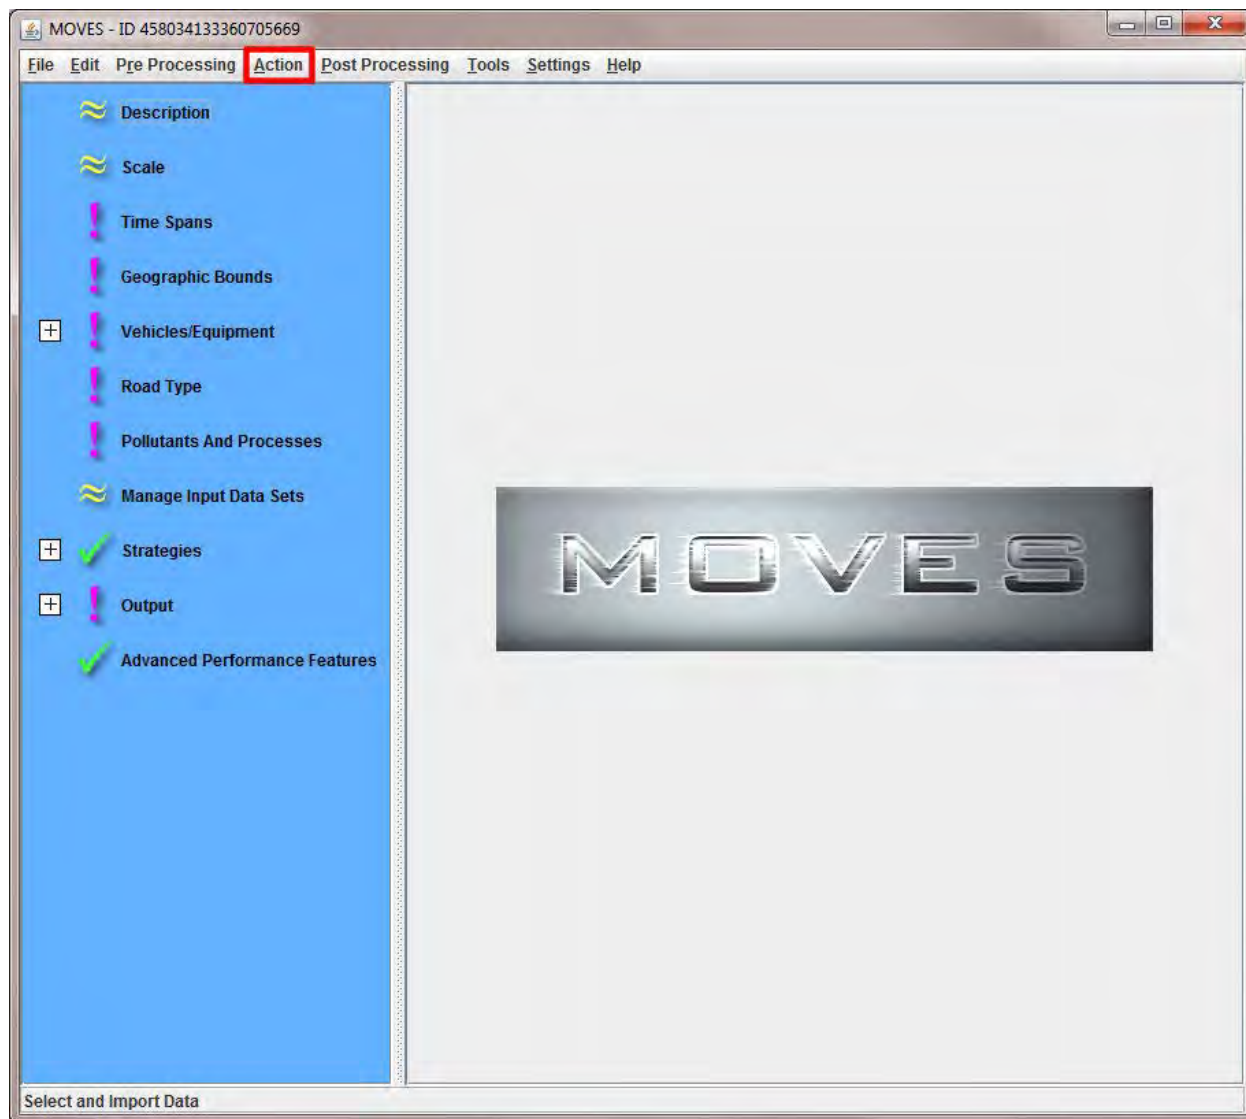 MOVES - ID 458034133360705669
File Edit Pre Processing Action Post Processing Tools Settings Help
Description
Scale
Time Spans
Geographic Bounds
Vehicles/Equipment
Road Type
Pollutants And Processes
Manage Input Data Sets
Strategies
Output
Advanced Performance Features
MOVES
Select and Import Data